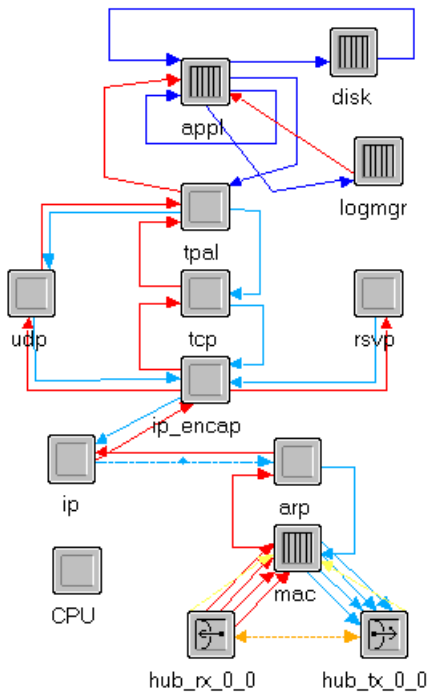 disk
appl
logmgr
tpal
udp
tcp
rsvp
ip_encap
ip
arp
CPU
mac
hub_rx_0_0
hub_tx_0_0